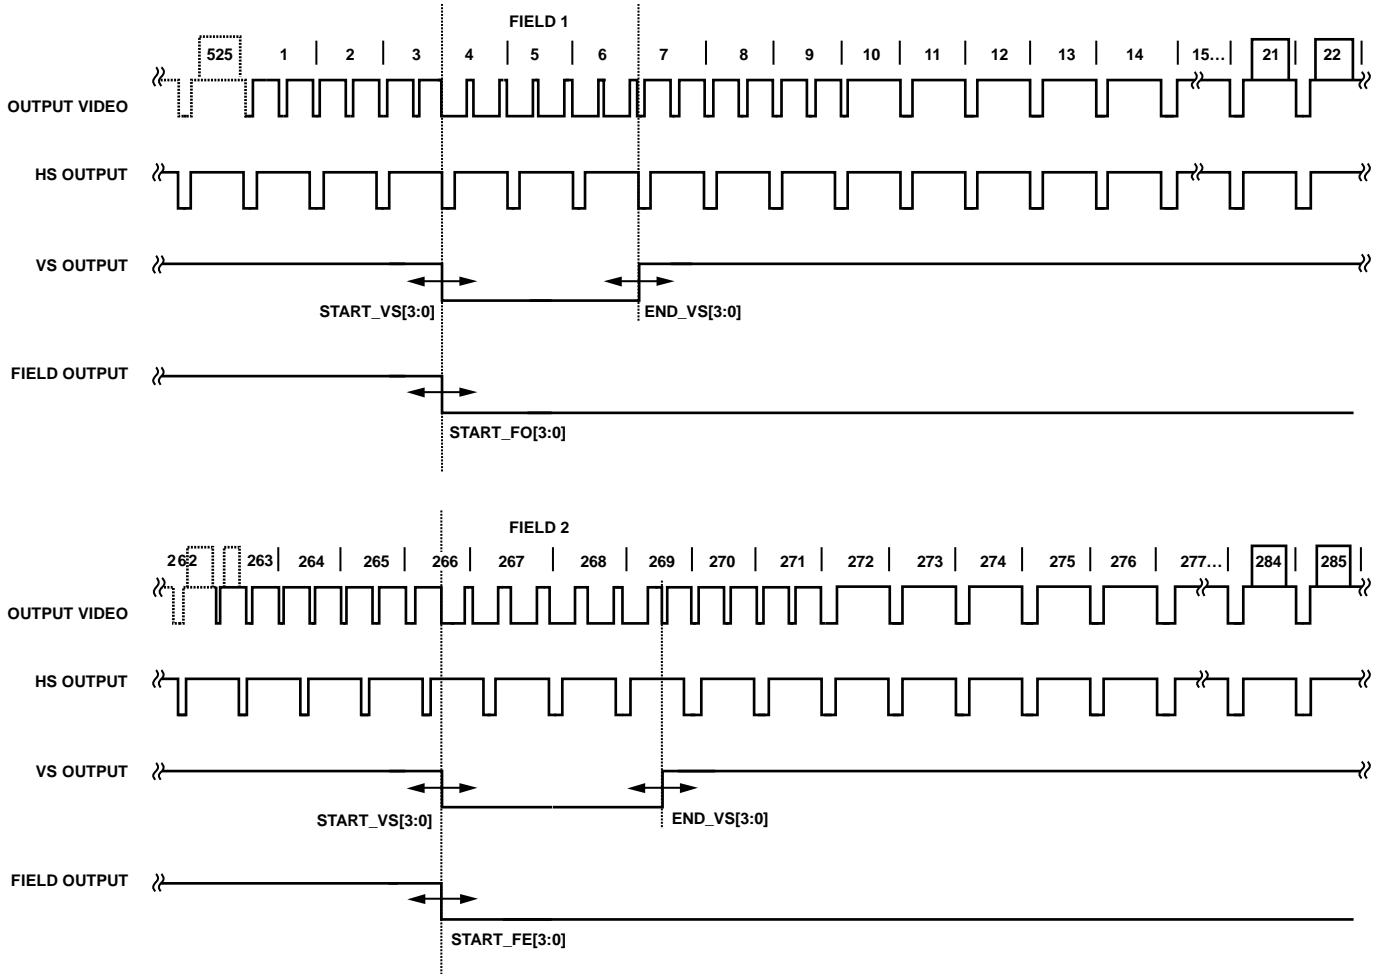 FIELD 1
525 1 2 3 4 5 6 7 8 9 10 11 12 13 14 15... 21 22
OUTPUT VIDEO
HS OUTPUT
VS OUTPUT
START_VS[3:0] END_VS[3:0]
FIELD OUTPUT
START_FO[3:0]
FIELD 2
262 263 264 265 266 267 268 269 270 271 272 273 274 275 276 277... 284 285
OUTPUT VIDEO
HS OUTPUT
VS OUTPUT
START_VS[3:0] END_VS[3:0]
FIELD OUTPUT
START_FE[3:0]